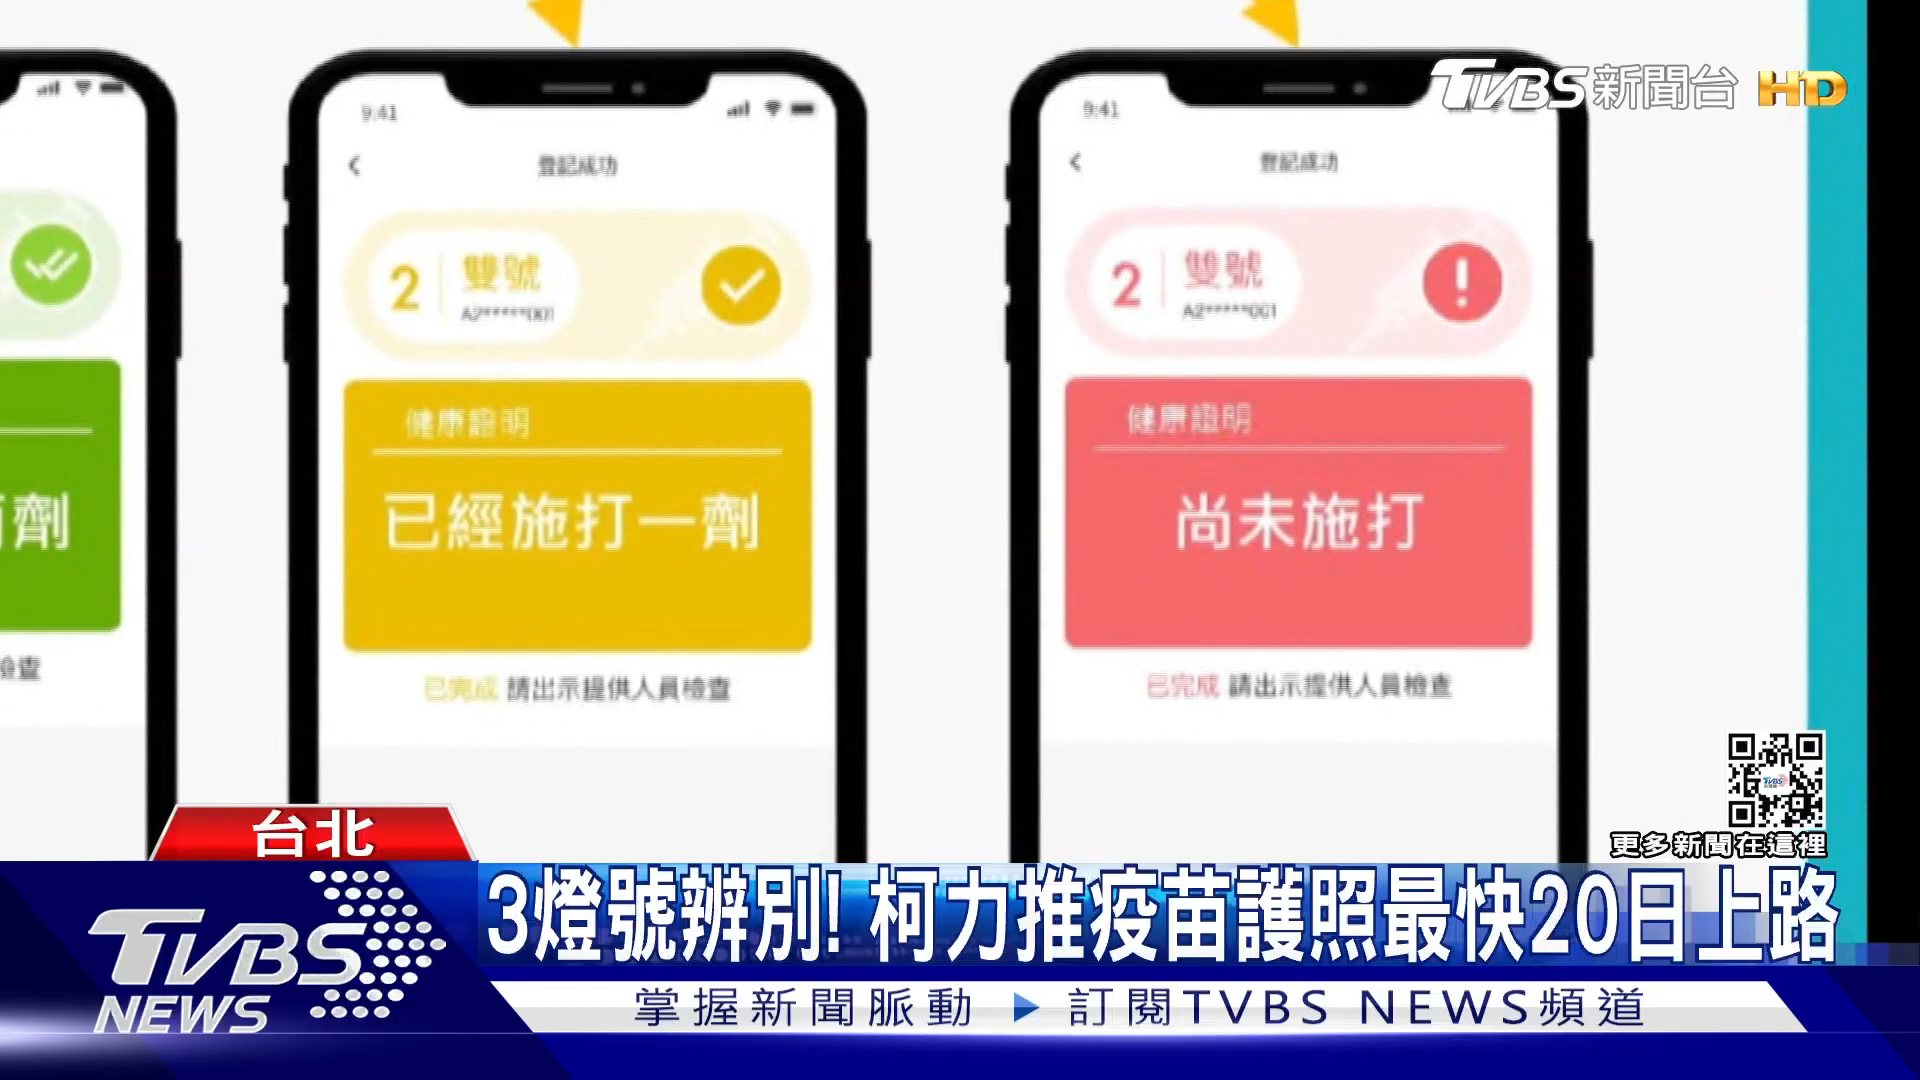 TVBS新聞台 HD
9:41
登記成功
2 雙號
A2*****001
健康證明
已經施打一劑
已完成 請出示提供人員檢查
9:41
登記成功
2 雙號
A2*****001
健康證明
尚未施打
已完成 請出示提供人員檢查
劑
檢查
TVBS
更多新聞在這裡
台北
3燈號辨別! 柯力推疫苗護照最快20日上路
TVBS
NEWS
掌握新聞脈動 ▶ 訂閱TVBS NEWS頻道